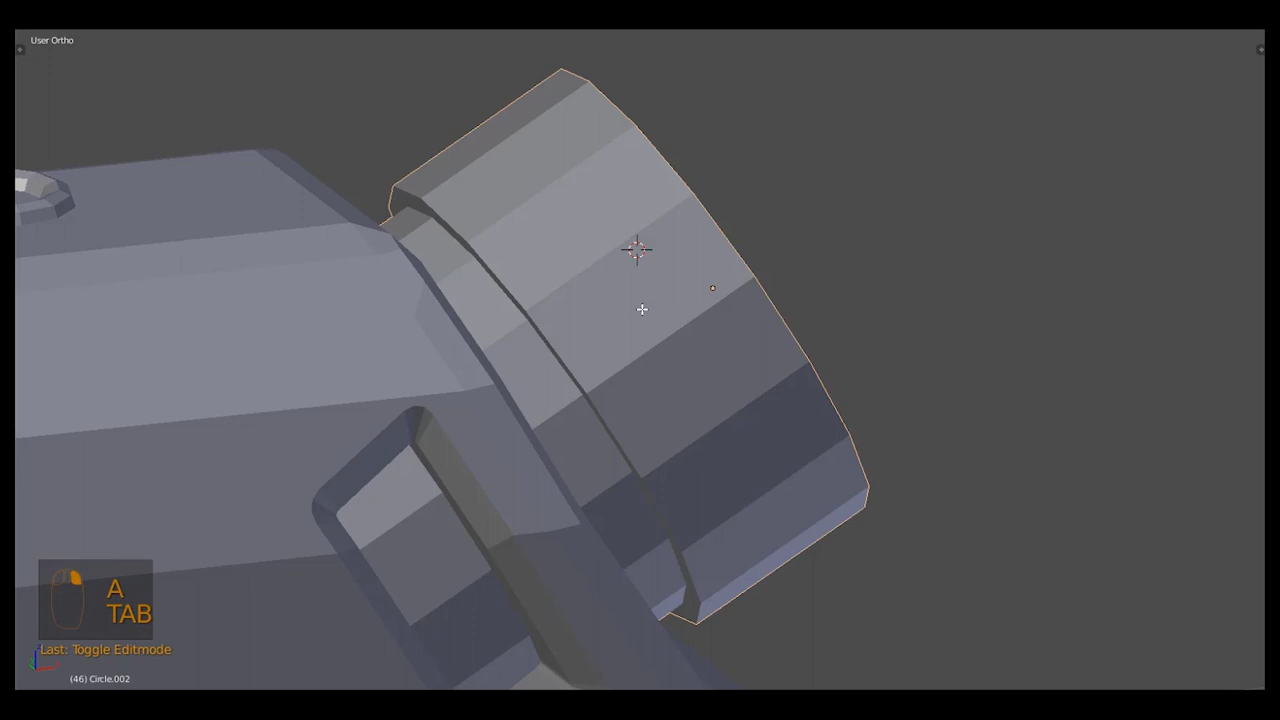 User Ortho
A
TAB
Last: Toggle Editmode
(46) Circle.002